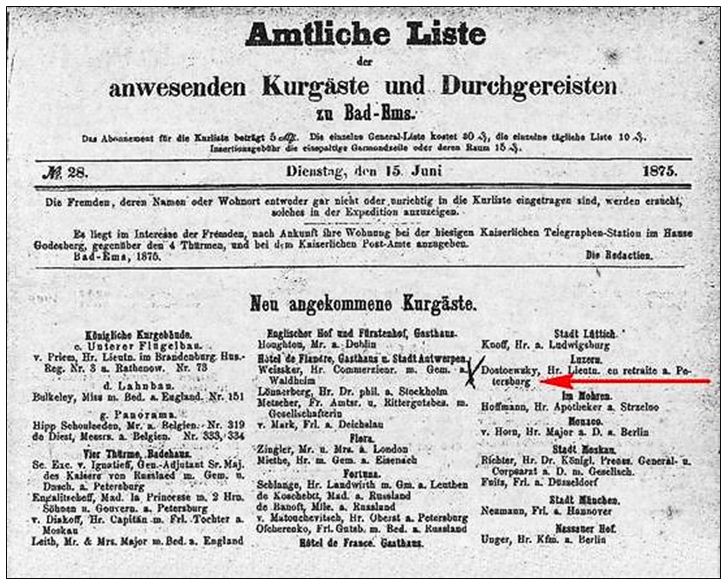 Amtliche Liste
der
anwesenden Kurgäste und Durchgereisten
zu Bad-Ems.
Das Abonnement für die Kurliste beträgt 5 Mk. Die einzelne General-Liste kostet 30 ₰, die einzelne tägliche Liste 10 ₰.
Insertionsgebühr die einspaltige Garmondzeile oder deren Raum 15 ₰.
№ 28. Dienstag, den 15. Juni 1875.
Die Fremden, deren Namen oder Wohnort entweder gar nicht oder unrichtig in die Kurliste eingetragen sind, werden ersucht,
solches in der Expedition anzuzeigen.
Es liegt im Interesse der Fremden, nach Ankunft ihre Wohnung bei der hiesigen Kaiserlichen Telegraphen-Station im Hause
Godesberg, gegenüber den 4 Thürmen, und bei dem Kaiserlichen Post-Amte anzugeben.
Bad-Ems, 1875. Die Redaction.
Neu angekommene Kurgäste.
Königliche Kurgebäude.
c. Unterer Flügelbau.
v. Priem, Hr. Lieutn. im Brandenburg. Hus.-
Reg. Nr. 3 a. Rathenow. Nr. 73
d. Lahnbau.
Bulkeley, Miss m. Bed. a. England. Nr. 151
g. Panorama.
Hipp Schouleeden, Mr. a. Belgien. Nr. 319
de Diest, Messrs. a. Belgien. Nr. 333, 334
Vier Thürme, Badehaus.
Se. Exc. v. Ignatieff, Gen.-Adjutant Sr. Maj.
des Kaisers von Russland m. Gem. u.
Dnsch. a. Petersburg
Engalitscheff, Mad. la Princesse m. 2 Hrn.
Söhnen u. Gouvern. a. Petersburg
v. Diakoff, Hr. Capitän m. Frl. Tochter a.
Moskau
Leith, Mr. & Mrs. Major m. Bed. a. England
Englischer Hof und Fürstenhof, Gasthaus.
Houghton, Mr. a. Dublin
Hôtel de Flandre, Gasthaus u. Stadt Antwerpen.
Weissker, Hr. Commerzienr. m. Gem. a.
Waldheim
Lönnerberg, Hr. Dr. phil. a. Stockholm
Metscher, Fr. Amtsr. u. Rittergutsbes. m.
Gesellschafterin
v. Mark, Frl. a. Deichslau
Flora.
Zingler, Mr. u. Mrs. a. London
Miethe, Hr. m. Gem. a. Eisenach
Fortuna.
Schlange, Hr. Landwirth m. Gm. a. Leuthen
de Koschebtt, Mad. a. Russland
de Banoft, Mlle. a. Russland
v. Matouchevitsch, Hr. Oberst a. Petersburg
Ofcherenko, Frl. Gutsb. m. Bed. a. Russland
Hôtel de France, Gasthaus.
Stadt Lüttich.
Knoff, Hr. a. Ludwigsburg
Luzern.
Dostoewzky, Hr. Lieutn. en retraite a. Pe-
tersburg
Im Mohren.
Hoffmann, Hr. Apotheker a. Strzelno
Monaco.
v. Horn, Hr. Major a. D. a. Berlin
Stadt Moskau.
Richter, Hr. Dr. Königl. Preuss. General- u.
Corpsarzt a. D. m. Gesellsch.
Fuits, Frl. a. Düsseldorf
Stadt München.
Neumann, Frl. a. Hannover
Nassauer Hof.
Unger, Hr. Kfm. a. Berlin